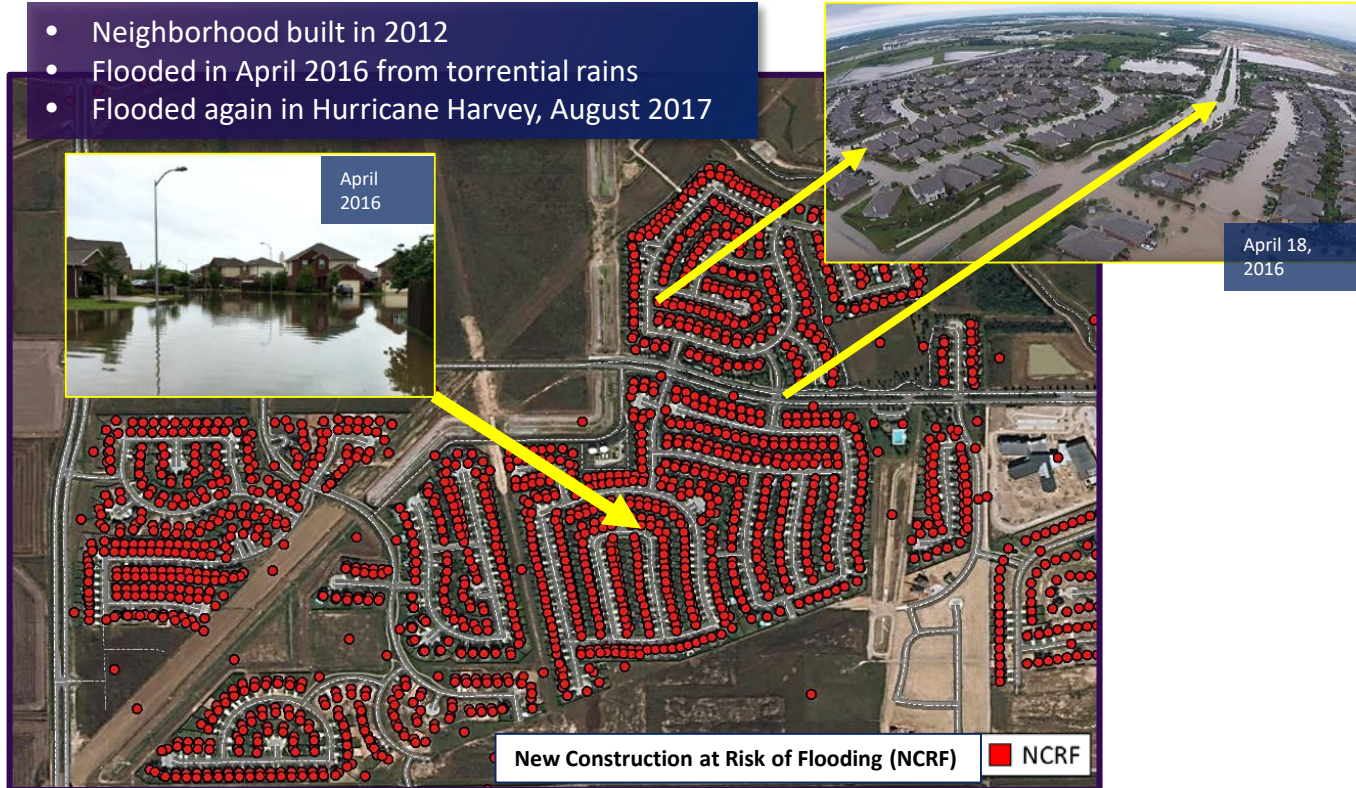 • Neighborhood built in 2012
• Flooded in April 2016 from torrential rains
• Flooded again in Hurricane Harvey, August 2017
April
2016
April 18,
2016
New Construction at Risk of Flooding (NCRF)
NCRF